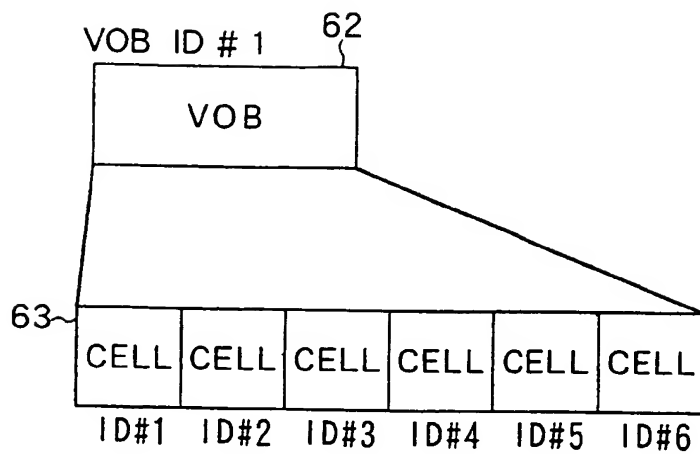 VOB ID # 1 62
VOB
63
CELL CELL CELL CELL CELL CELL
ID#1 ID#2 ID#3 ID#4 ID#5 ID#6